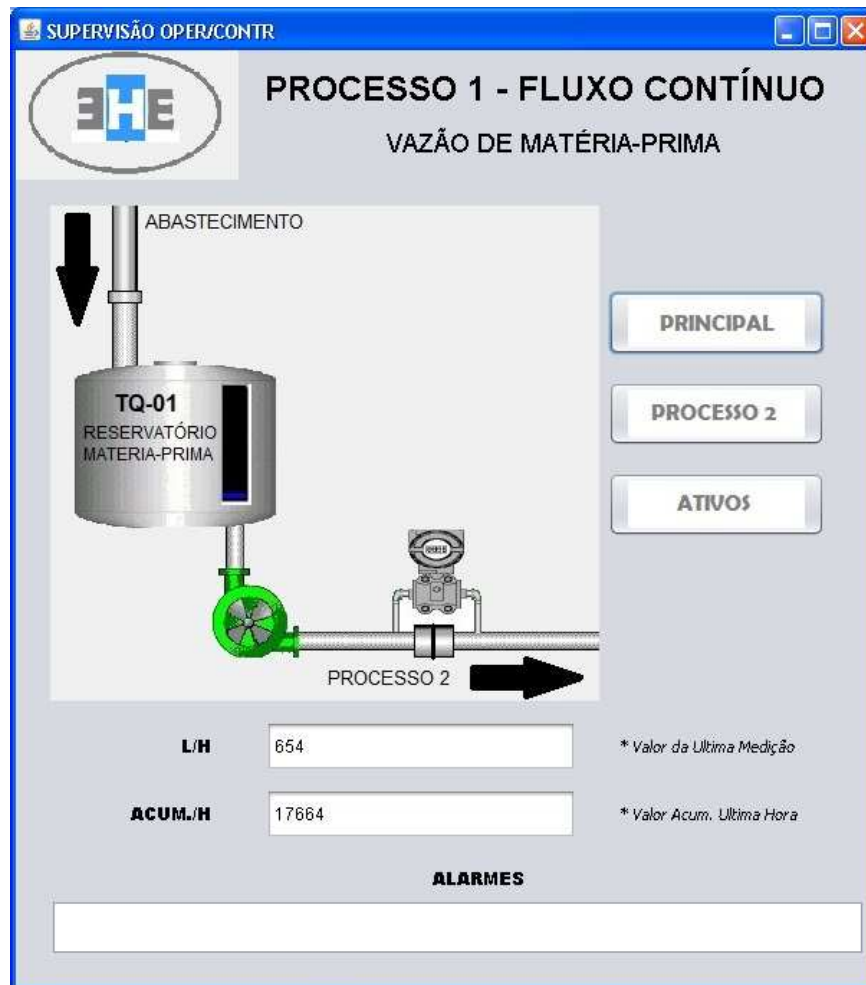 SUPERVISÃO OPER/CONTR
EHE
PROCESSO 1 - FLUXO CONTÍNUO
VAZÃO DE MATÉRIA-PRIMA
ABASTECIMENTO
TQ-01
RESERVATÓRIO
MATERIA-PRIMA
PRINCIPAL
PROCESSO 2
ATIVOS
PROCESSO 2
L/H
654
* Valor da Ultima Medição
ACUM./H
17664
* Valor Acum. Ultima Hora
ALARMES